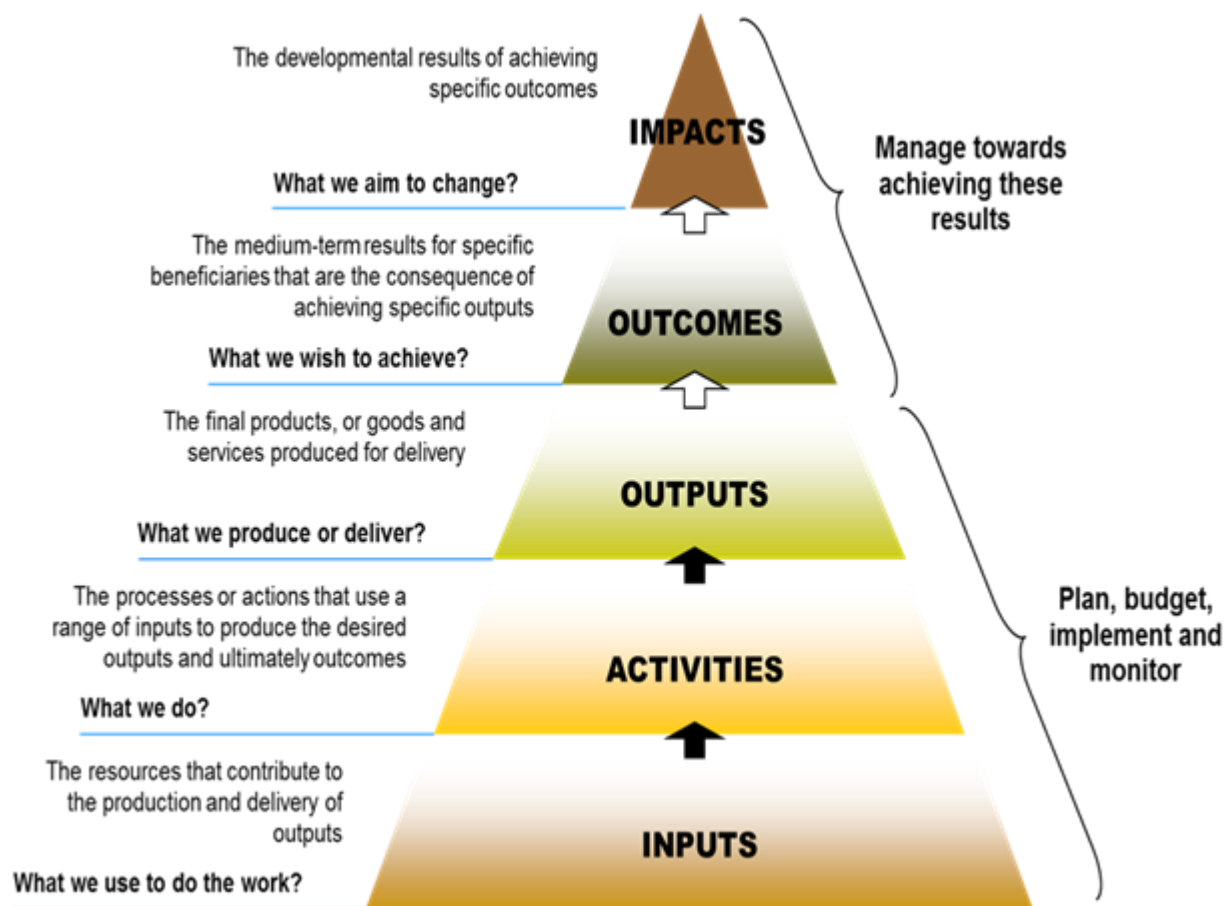 The developmental results of achieving
specific outcomes
IMPACTS
What we aim to change?
Manage towards
achieving these
results
The medium-term results for specific
beneficiaries that are the consequence of
achieving specific outputs
OUTCOMES
What we wish to achieve?
The final products, or goods and
services produced for delivery
OUTPUTS
What we produce or deliver?
The processes or actions that use a
range of inputs to produce the desired
outputs and ultimately outcomes
ACTIVITIES
What we do?
Plan, budget,
implement and
monitor
The resources that contribute to
the production and delivery of
outputs
INPUTS
What we use to do the work?